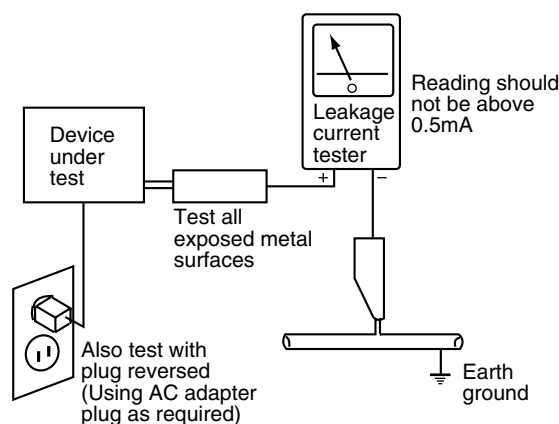 Device
under
test
Leakage
current
tester
+
−
Reading should
not be above
0.5mA
Test all
exposed metal
surfaces
Also test with
plug reversed
(Using AC adapter
plug as required)
Earth
ground